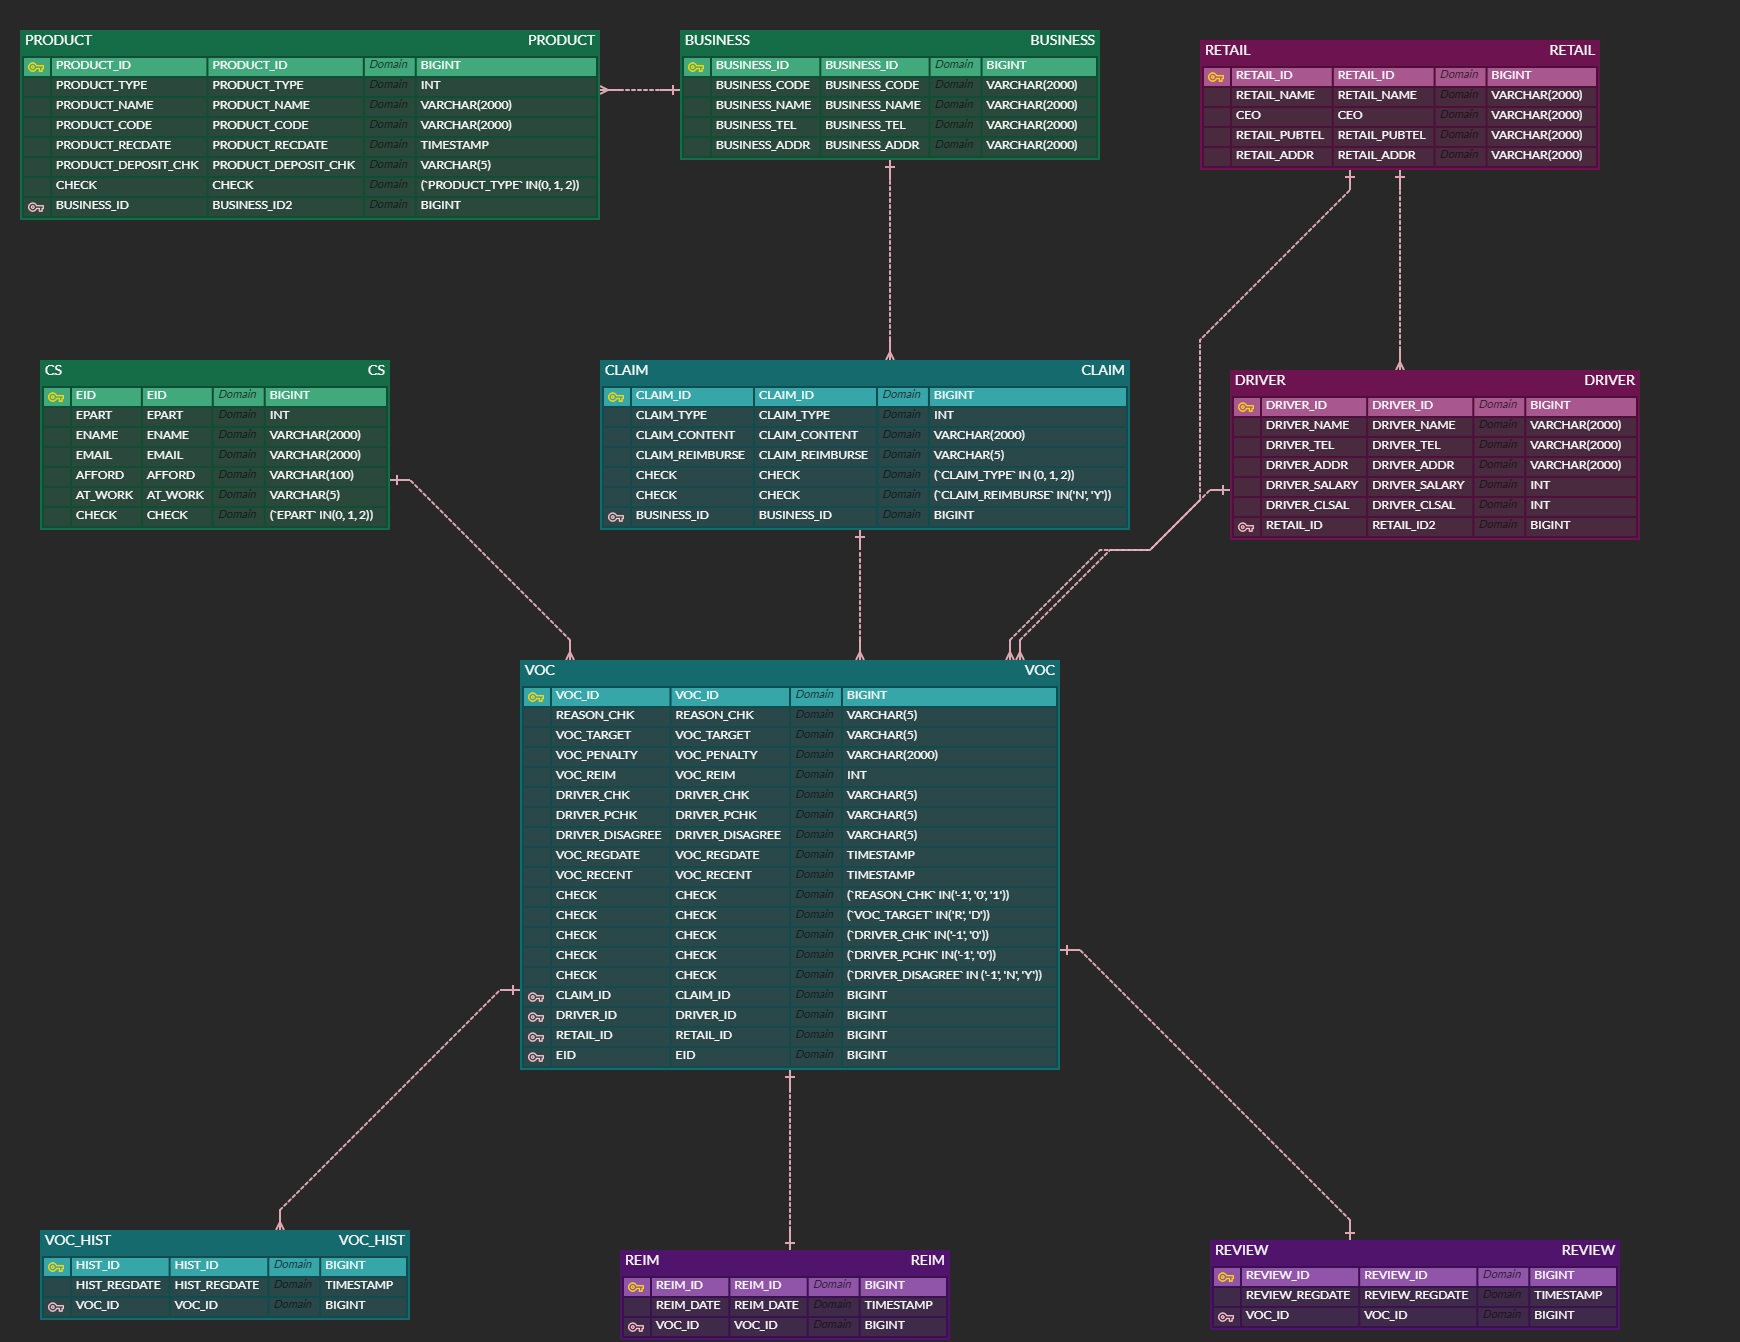 PRODUCT PRODUCT
PRODUCT_ID PRODUCT_ID Domain BIGINT
PRODUCT_TYPE PRODUCT_TYPE Domain INT
PRODUCT_NAME PRODUCT_NAME Domain VARCHAR(2000)
PRODUCT_CODE PRODUCT_CODE Domain VARCHAR(2000)
PRODUCT_RECDATE PRODUCT_RECDATE Domain TIMESTAMP
PRODUCT_DEPOSIT_CHK PRODUCT_DEPOSIT_CHK Domain VARCHAR(5)
CHECK CHECK Domain (`PRODUCT_TYPE` IN(0, 1, 2))
BUSINESS_ID BUSINESS_ID2 Domain BIGINT
BUSINESS BUSINESS
BUSINESS_ID BUSINESS_ID Domain BIGINT
BUSINESS_CODE BUSINESS_CODE Domain VARCHAR(2000)
BUSINESS_NAME BUSINESS_NAME Domain VARCHAR(2000)
BUSINESS_TEL BUSINESS_TEL Domain VARCHAR(2000)
BUSINESS_ADDR BUSINESS_ADDR Domain VARCHAR(2000)
RETAIL RETAIL
RETAIL_ID RETAIL_ID Domain BIGINT
RETAIL_NAME RETAIL_NAME Domain VARCHAR(2000)
CEO CEO Domain VARCHAR(2000)
RETAIL_PUBTEL RETAIL_PUBTEL Domain VARCHAR(2000)
RETAIL_ADDR RETAIL_ADDR Domain VARCHAR(2000)
CS CS
EID EID Domain BIGINT
EPART EPART Domain INT
ENAME ENAME Domain VARCHAR(2000)
EMAIL EMAIL Domain VARCHAR(2000)
AFFORD AFFORD Domain VARCHAR(100)
AT_WORK AT_WORK Domain VARCHAR(5)
CHECK CHECK Domain (`EPART` IN(0, 1, 2))
CLAIM CLAIM
CLAIM_ID CLAIM_ID Domain BIGINT
CLAIM_TYPE CLAIM_TYPE Domain INT
CLAIM_CONTENT CLAIM_CONTENT Domain VARCHAR(2000)
CLAIM_REIMBURSE CLAIM_REIMBURSE Domain VARCHAR(5)
CHECK CHECK Domain (`CLAIM_TYPE` IN (0, 1, 2))
CHECK CHECK Domain (`CLAIM_REIMBURSE` IN('N', 'Y'))
BUSINESS_ID BUSINESS_ID Domain BIGINT
DRIVER DRIVER
DRIVER_ID DRIVER_ID Domain BIGINT
DRIVER_NAME DRIVER_NAME Domain VARCHAR(2000)
DRIVER_TEL DRIVER_TEL Domain VARCHAR(2000)
DRIVER_ADDR DRIVER_ADDR Domain VARCHAR(2000)
DRIVER_SALARY DRIVER_SALARY Domain INT
DRIVER_CLSAL DRIVER_CLSAL Domain INT
RETAIL_ID RETAIL_ID2 Domain BIGINT
VOC VOC
VOC_ID VOC_ID Domain BIGINT
REASON_CHK REASON_CHK Domain VARCHAR(5)
VOC_TARGET VOC_TARGET Domain VARCHAR(5)
VOC_PENALTY VOC_PENALTY Domain VARCHAR(2000)
VOC_REIM VOC_REIM Domain INT
DRIVER_CHK DRIVER_CHK Domain VARCHAR(5)
DRIVER_PCHK DRIVER_PCHK Domain VARCHAR(5)
DRIVER_DISAGREE DRIVER_DISAGREE Domain VARCHAR(5)
VOC_REGDATE VOC_REGDATE Domain TIMESTAMP
VOC_RECENT VOC_RECENT Domain TIMESTAMP
CHECK CHECK Domain (`REASON_CHK` IN('-1', '0', '1'))
CHECK CHECK Domain (`VOC_TARGET` IN('R', 'D'))
CHECK CHECK Domain (`DRIVER_CHK` IN('-1', '0'))
CHECK CHECK Domain (`DRIVER_PCHK` IN('-1', '0'))
CHECK CHECK Domain (`DRIVER_DISAGREE` IN ('-1', 'N', 'Y'))
CLAIM_ID CLAIM_ID Domain BIGINT
DRIVER_ID DRIVER_ID Domain BIGINT
RETAIL_ID RETAIL_ID Domain BIGINT
EID EID Domain BIGINT
VOC_HIST VOC_HIST
HIST_ID HIST_ID Domain BIGINT
HIST_REGDATE HIST_REGDATE Domain TIMESTAMP
VOC_ID VOC_ID Domain BIGINT
REIM REIM
REIM_ID REIM_ID Domain BIGINT
REIM_DATE REIM_DATE Domain TIMESTAMP
VOC_ID VOC_ID Domain BIGINT
REVIEW REVIEW
REVIEW_ID REVIEW_ID Domain BIGINT
REVIEW_REGDATE REVIEW_REGDATE Domain TIMESTAMP
VOC_ID VOC_ID Domain BIGINT